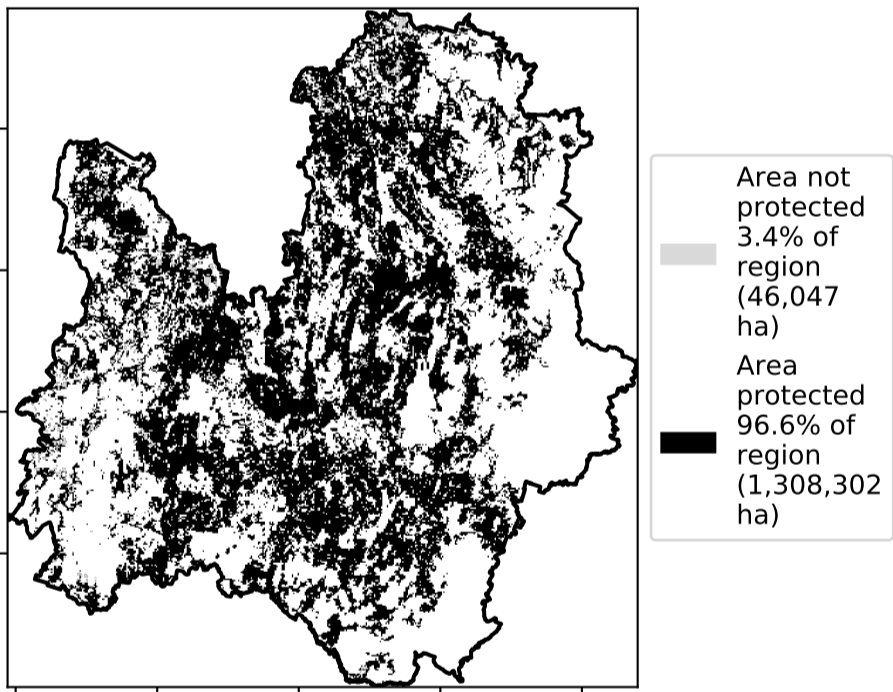 Area not
protected
3.4% of
region
(46,047
ha)
Area
protected
96.6% of
region
(1,308,302
ha)